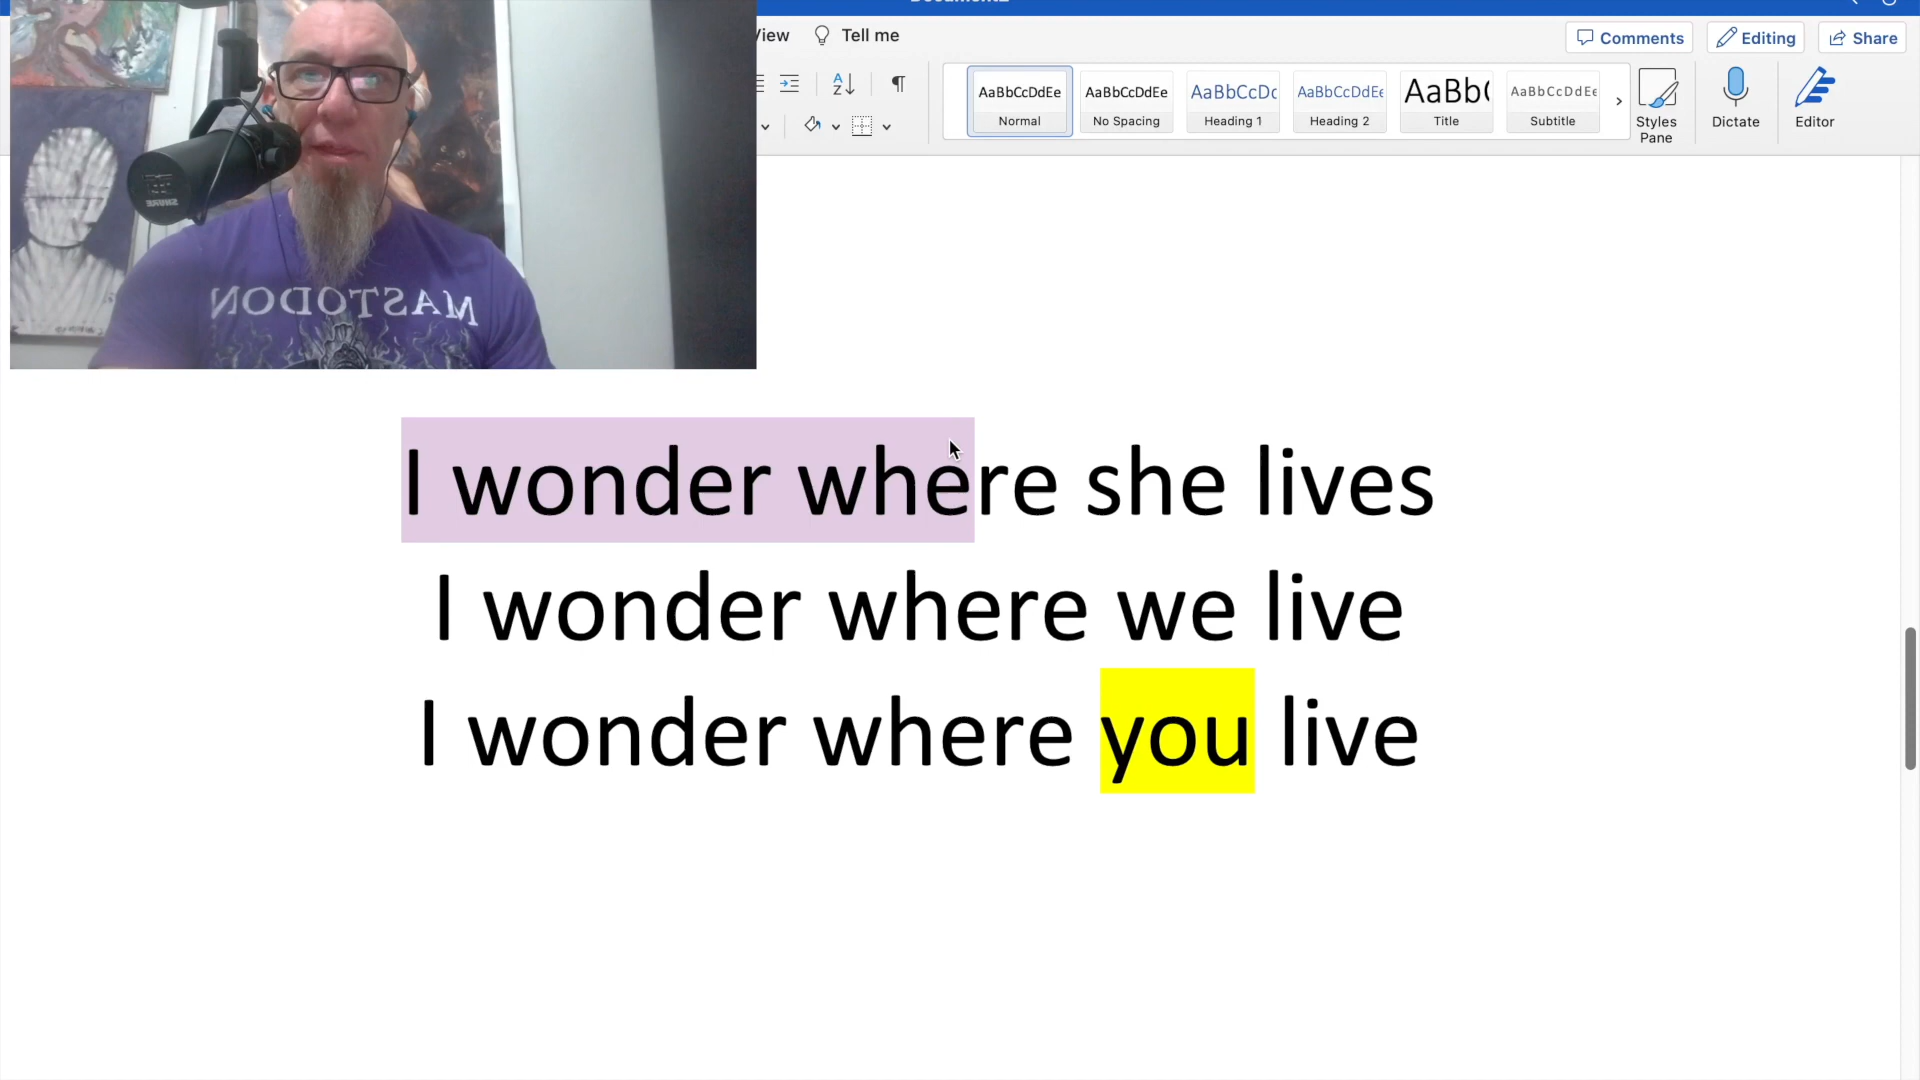 View
Tell me
Comments
Editing
Share
AaBbCcDdEe
Normal
AaBbCcDdEe
No Spacing
AaBbCcDc
Heading 1
AaBbCcDdEe
Heading 2
AaBb(
Title
AaBbCcDdEe
Subtitle
Styles
Pane
Dictate
Editor
SHURE
MASTODON
I wonder where she lives
I wonder where we live
I wonder where you live